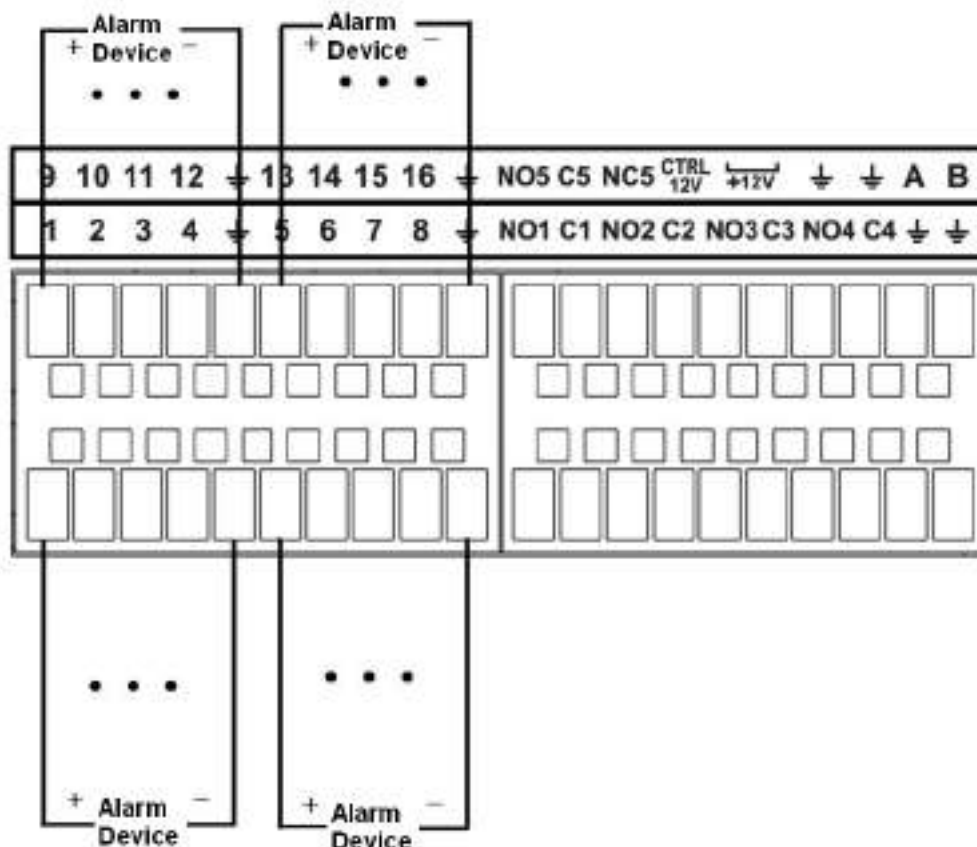 Alarm
+ Device −
Alarm
+ Device −
9 10 11 12 ⏚ 13 14 15 16 ⏚ NO5 C5 NC5 CTRL 12V +12V ⏚ ⏚ A B
1 2 3 4 ⏚ 5 6 7 8 ⏚ NO1 C1 NO2 C2 NO3 C3 NO4 C4 ⏚ ⏚
+ Alarm −
Device
+ Alarm −
Device